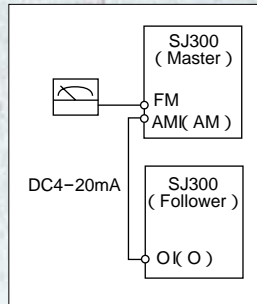 SJ300
( Master )
FM
AMI( AM )
DC4−20mA
SJ300
( Follower )
OI( O )